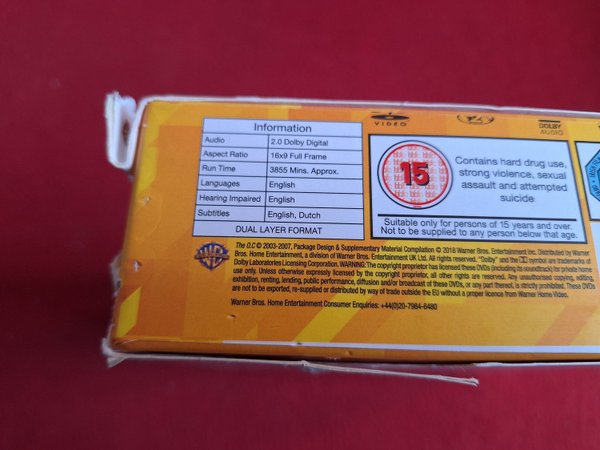 VIDEO
DOLBY
AUDIO
Information
Audio 2.0 Dolby Digital
Aspect Ratio 16x9 Full Frame
Run Time 3855 Mins. Approx.
Languages English
Hearing Impaired English
Subtitles English, Dutch
DUAL LAYER FORMAT
15
Contains hard drug use,
strong violence, sexual
assault and attempted
suicide
Suitable only for persons of 15 years and over.
Not to be supplied to any person below that age.
The O.C © 2003-2007, Package Design & Supplementary Material Compilation © 2018 Warner Bros. Entertainment Inc. Distributed by Warner Bros.
Home Entertainment, a division of Warner Bros. Entertainment UK Ltd. All rights reserved. "Dolby" and the symbol are trademarks of
Dolby Laboratories Licensing Corporation. WARNING: The copyright proprietor has licensed these DVDs (including its soundtrack) for private home
use only. Unless otherwise expressly licensed by the copyright proprietor, all other rights are reserved. Any unauthorised copying, editing,
exhibition, renting, lending, public performance, diffusion and/or broadcast of these DVDs, or any part thereof, is strictly prohibited. These DVDs
are not to be exported, re-supplied or distributed by way of trade outside the EU without a proper licence from Warner Home Video.
Warner Bros. Home Entertainment Consumer Enquiries: +44(0)20-7984-6480